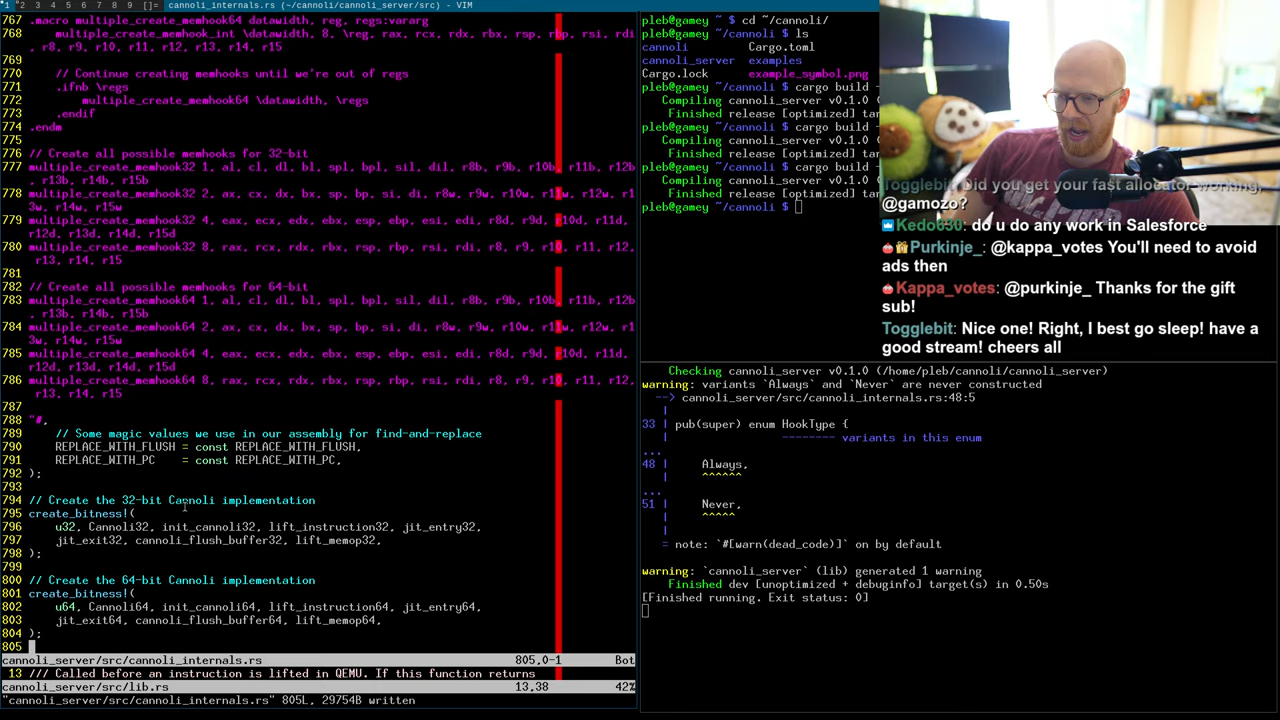 1 2 3 4 5 6 7 8 9 []= cannoli_internals.rs (~/cannoli/cannoli_server/src) - VIM
767 .macro multiple_create_memhook64 datawidth, reg, regs:vararg
768     multiple_create_memhook_int \datawidth, 8, \reg, rax, rcx, rdx, rbx, rsp, rbp, rsi, rdi
, r8, r9, r10, r11, r12, r13, r14, r15
769
770     // Continue creating memhooks until we're out of regs
771     .ifnb \regs
772         multiple_create_memhook64 \datawidth, \regs
773     .endif
774 .endm
775
776 // Create all possible memhooks for 32-bit
777 multiple_create_memhook32 1, al, cl, dl, bl, spl, bpl, sil, dil, r8b, r9b, r10b, r11b, r12b
, r13b, r14b, r15b
778 multiple_create_memhook32 2, ax, cx, dx, bx, sp, bp, si, di, r8w, r9w, r10w, r11w, r12w, r1
3w, r14w, r15w
779 multiple_create_memhook32 4, eax, ecx, edx, ebx, esp, ebp, esi, edi, r8d, r9d, r10d, r11d,
r12d, r13d, r14d, r15d
780 multiple_create_memhook32 8, rax, rcx, rdx, rbx, rsp, rbp, rsi, rdi, r8, r9, r10, r11, r12,
 r13, r14, r15
781
782 // Create all possible memhooks for 64-bit
783 multiple_create_memhook64 1, al, cl, dl, bl, spl, bpl, sil, dil, r8b, r9b, r10b, r11b, r12b
, r13b, r14b, r15b
784 multiple_create_memhook64 2, ax, cx, dx, bx, sp, bp, si, di, r8w, r9w, r10w, r11w, r12w, r1
3w, r14w, r15w
785 multiple_create_memhook64 4, eax, ecx, edx, ebx, esp, ebp, esi, edi, r8d, r9d, r10d, r11d,
r12d, r13d, r14d, r15d
786 multiple_create_memhook64 8, rax, rcx, rdx, rbx, rsp, rbp, rsi, rdi, r8, r9, r10, r11, r12,
 r13, r14, r15
787
788 "#,
789     // Some magic values we use in our assembly for find-and-replace
790     REPLACE_WITH_FLUSH = const REPLACE_WITH_FLUSH,
791     REPLACE_WITH_PC    = const REPLACE_WITH_PC,
792 );
793
794 // Create the 32-bit Cannoli implementation
795 create_bitness!(
796     u32, Cannoli32, init_cannoli32, lift_instruction32, jit_entry32,
797     jit_exit32, cannoli_flush_buffer32, lift_memop32,
798 );
799
800 // Create the 64-bit Cannoli implementation
801 create_bitness!(
802     u64, Cannoli64, init_cannoli64, lift_instruction64, jit_entry64,
803     jit_exit64, cannoli_flush_buffer64, lift_memop64,
804 );
805
cannoli_server/src/cannoli_internals.rs 805,0-1 Bot
13 /// Called before an instruction is lifted in QEMU. If this function returns
cannoli_server/src/lib.rs 13,38 42%
"cannoli_server/src/cannoli_internals.rs" 805L, 29754B written
pleb@gamey ~ $ cd ~/cannoli/
pleb@gamey ~/cannoli $ ls
cannoli Cargo.toml
cannoli_server examples
Cargo.lock example_symbol.png
pleb@gamey ~/cannoli $ cargo build -
Compiling cannoli_server v0.1.0 (
Finished release [optimized] tar
pleb@gamey ~/cannoli $ cargo build -
Compiling cannoli_server v0.1.0 (
Finished release [optimized] tar
pleb@gamey ~/cannoli $ cargo build -
Compiling cannoli_server v0.1.0 (
Finished release [optimized] tar
pleb@gamey ~/cannoli $
Togglebit: Did you get your fast allocator working,
@gamozo?
Kedo630: do u do any work in Salesforce
Purkinje_: @kappa_votes You'll need to avoid
ads then
Kappa_votes: @purkinje_ Thanks for the gift
sub!
Togglebit: Nice one! Right, I best go sleep! have a
good stream! cheers all
Checking cannoli_server v0.1.0 (/home/pleb/cannoli/cannoli_server)
warning: variants `Always` and `Never` are never constructed
--> cannoli_server/src/cannoli_internals.rs:48:5
|
33 | pub(super) enum HookType {
| -------- variants in this enum
...
48 |     Always,
| ^^^^^^
...
51 |     Never,
| ^^^^^
|
= note: `#[warn(dead_code)]` on by default
warning: `cannoli_server` (lib) generated 1 warning
Finished dev [unoptimized + debuginfo] target(s) in 0.50s
[Finished running. Exit status: 0]